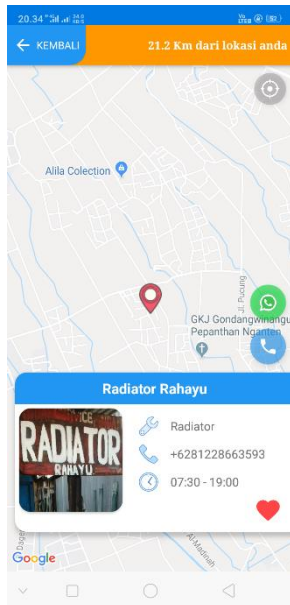 20.34
KEMBALI
21.2 Km dari lokasi anda
Alila Colection
Jl. Pucung
GKJ Gondangwinangu
Pepanthan Nganten
Radiator Rahayu
RADIATOR
RAHAYU
Radiator
+6281228663593
07:30 - 19:00
Al-Madinah
Google